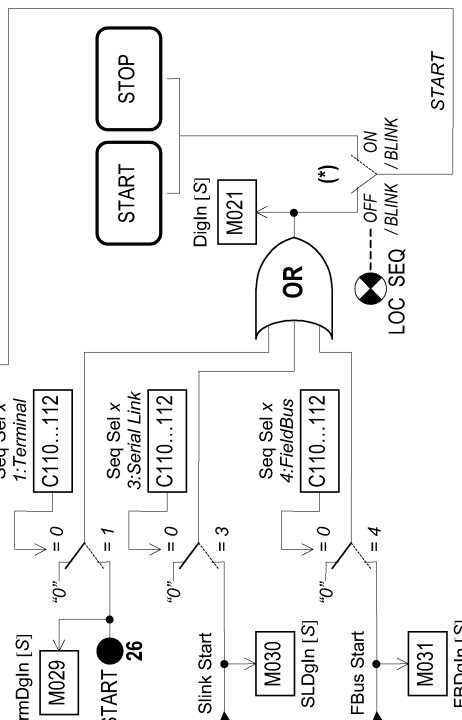 STOP
START
START
ON
/ BLINK
(*)
OFF
/ BLINK
LOC SEQ
DigIn [S]
M021
OR
1:Terminal
C110...112
Seq Sel x
3:Serial Link
C110...112
Seq Sel x
4:FieldBus
C110...112
= 0
= 1
"0"
= 0
= 3
"0"
= 0
= 4
"0"
M029
26
START
Slink Start
M030
SLDgIn [S]
FBus Start
M031